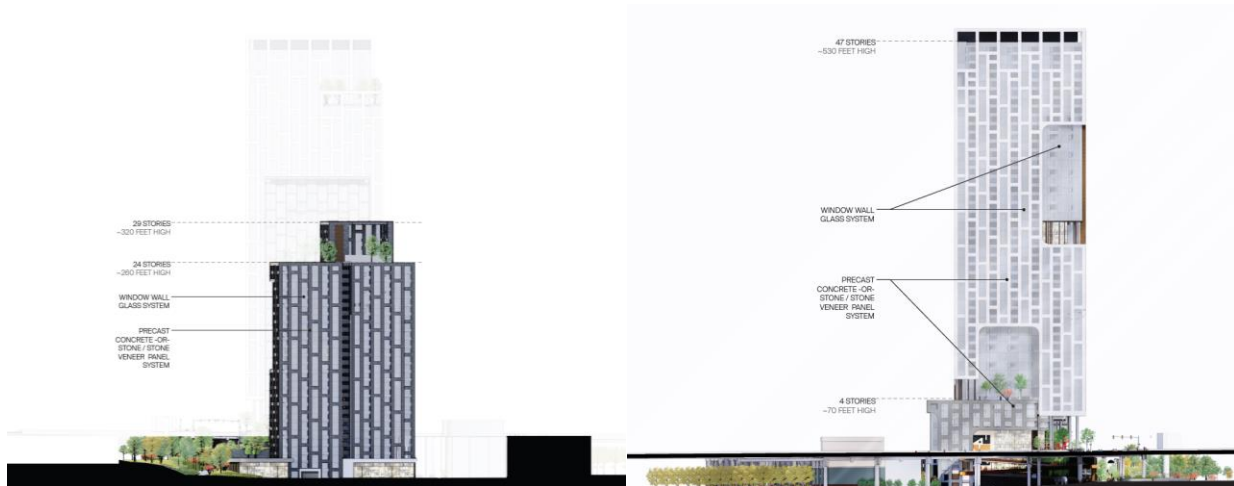 29 STORIES
~320 FEET HIGH
24 STORIES
~260 FEET HIGH
WINDOW WALL
GLASS SYSTEM
PRECAST
CONCRETE -OR-
STONE / STONE
VENEER PANEL
SYSTEM
47 STORIES
~530 FEET HIGH
WINDOW WALL
GLASS SYSTEM
PRECAST
CONCRETE -OR-
STONE / STONE
VENEER PANEL
SYSTEM
4 STORIES
~70 FEET HIGH